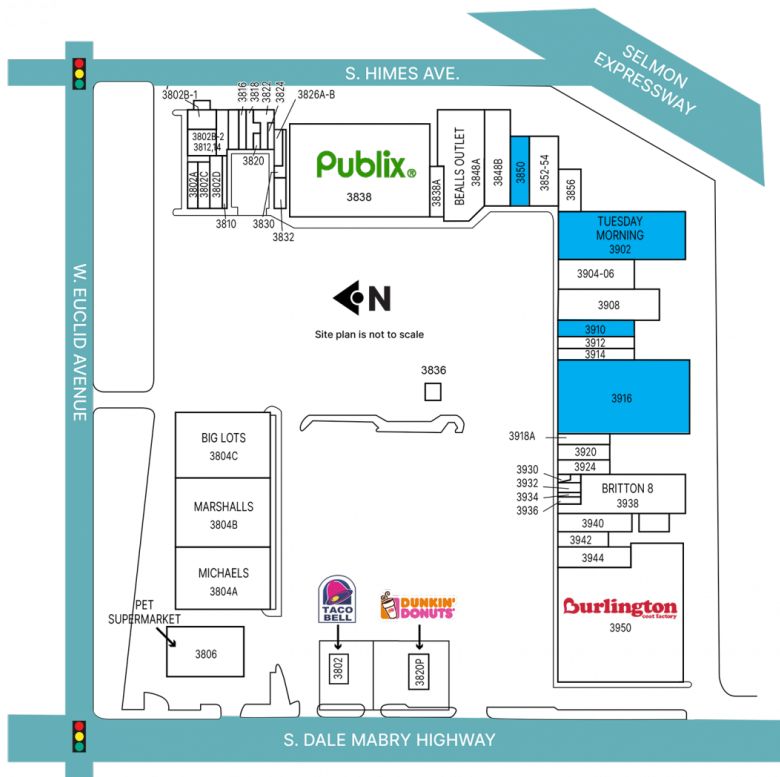 SELMON
EXPRESSWAY
S. HIMES AVE.
W. EUCLID AVENUE
3802B-1
3816
3818
3822
3824
3826A-B
3802B-2
3812,14
3820
3802A
3802C
3802D
3810
3830
3832
Publix®
3838
3838A
BEALLS OUTLET
3848A
3848B
3850
3852-54
3856
TUESDAY
MORNING
3902
3904-06
3908
3910
3912
3914
3916
N
Site plan is not to scale
3836
3918A
3920
3924
3930
3932
3934
3936
BRITTON 8
3938
3940
3942
3944
BIG LOTS
3804C
MARSHALLS
3804B
MICHAELS
3804A
PET
SUPERMARKET
3806
TACO
BELL
3802
DUNKIN'
DONUTS
3820P
Burlington
coat factory
3950
S. DALE MABRY HIGHWAY